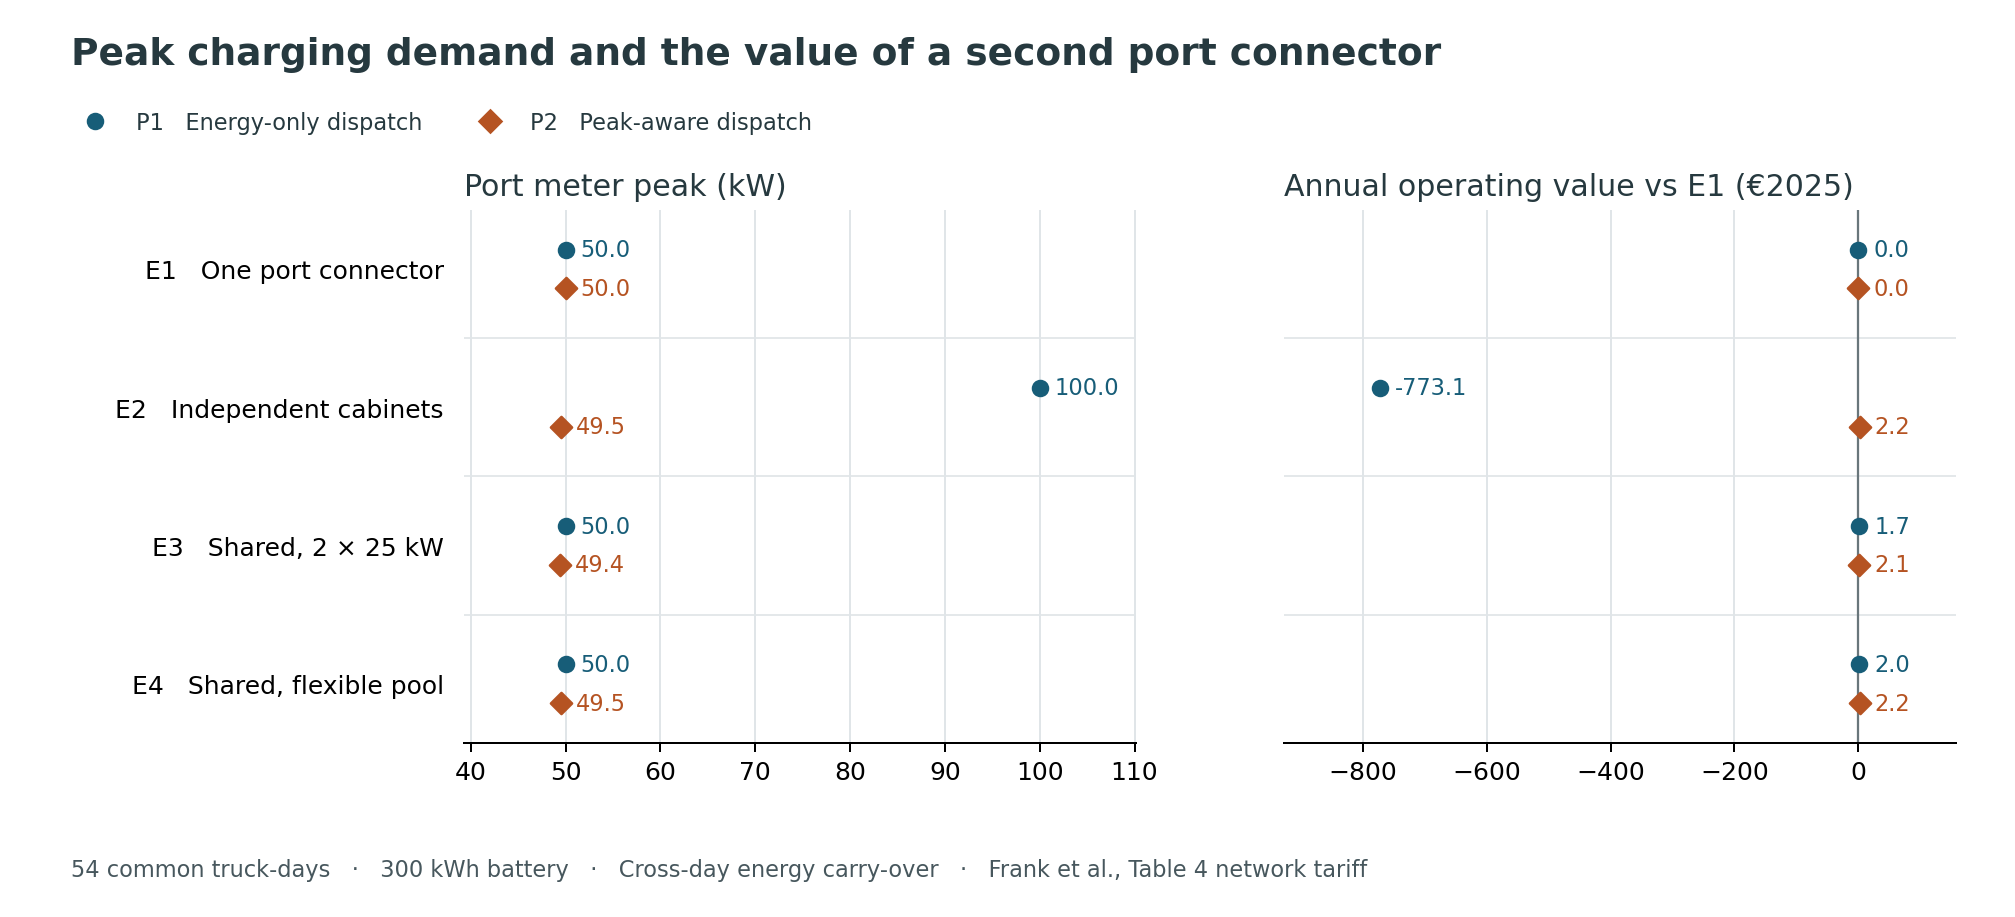 Peak charging demand and the value of a second port connector
P1 Energy-only dispatch P2 Peak-aware dispatch
Port meter peak (kW) Annual operating value vs E1 (€2025)
50.0 0.0
E1 One port connector
50.0 0.0
100.0 -773.1
E2 Independent cabinets
49.5 2.2
50.0 1.7
E3 Shared, 2 × 25 kW
49.4 2.1
50.0 2.0
E4 Shared, flexible pool
49.5 2.2
40 50 60 70 80 90 100 110 −800 −600 −400 −200 0
54 common truck-days · 300 kWh battery · Cross-day energy carry-over · Frank et al., Table 4 network tariff